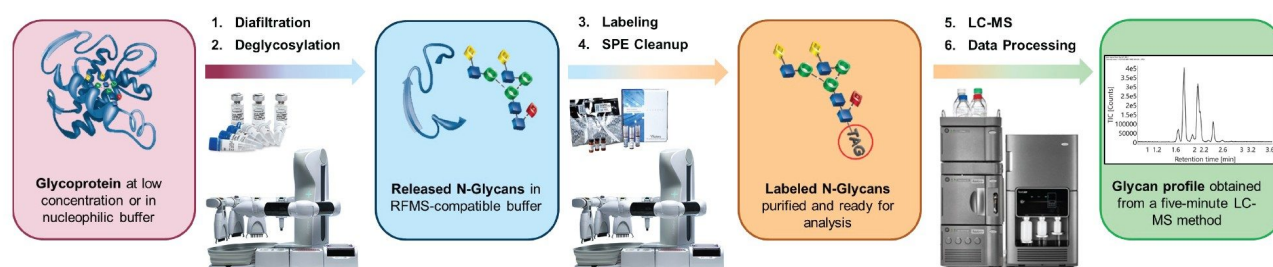 1. Diafiltration
2. Deglycosylation
3. Labeling
4. SPE Cleanup
5. LC-MS
6. Data Processing
Glycoprotein at low
concentration or in
nucleophilic buffer
Released N-Glycans in
RFMS-compatible buffer
TAG
Labeled N-Glycans
purified and ready for
analysis
TIC [Counts]
4e5
3.5e5
3e5
2.5e5
2e5
1.5e5
100000
50000
0
1 1.2 1.6 2 2.2 2.6 3 3.2 3.6
Retention time [min]
Glycan profile obtained
from a five-minute LC-
MS method